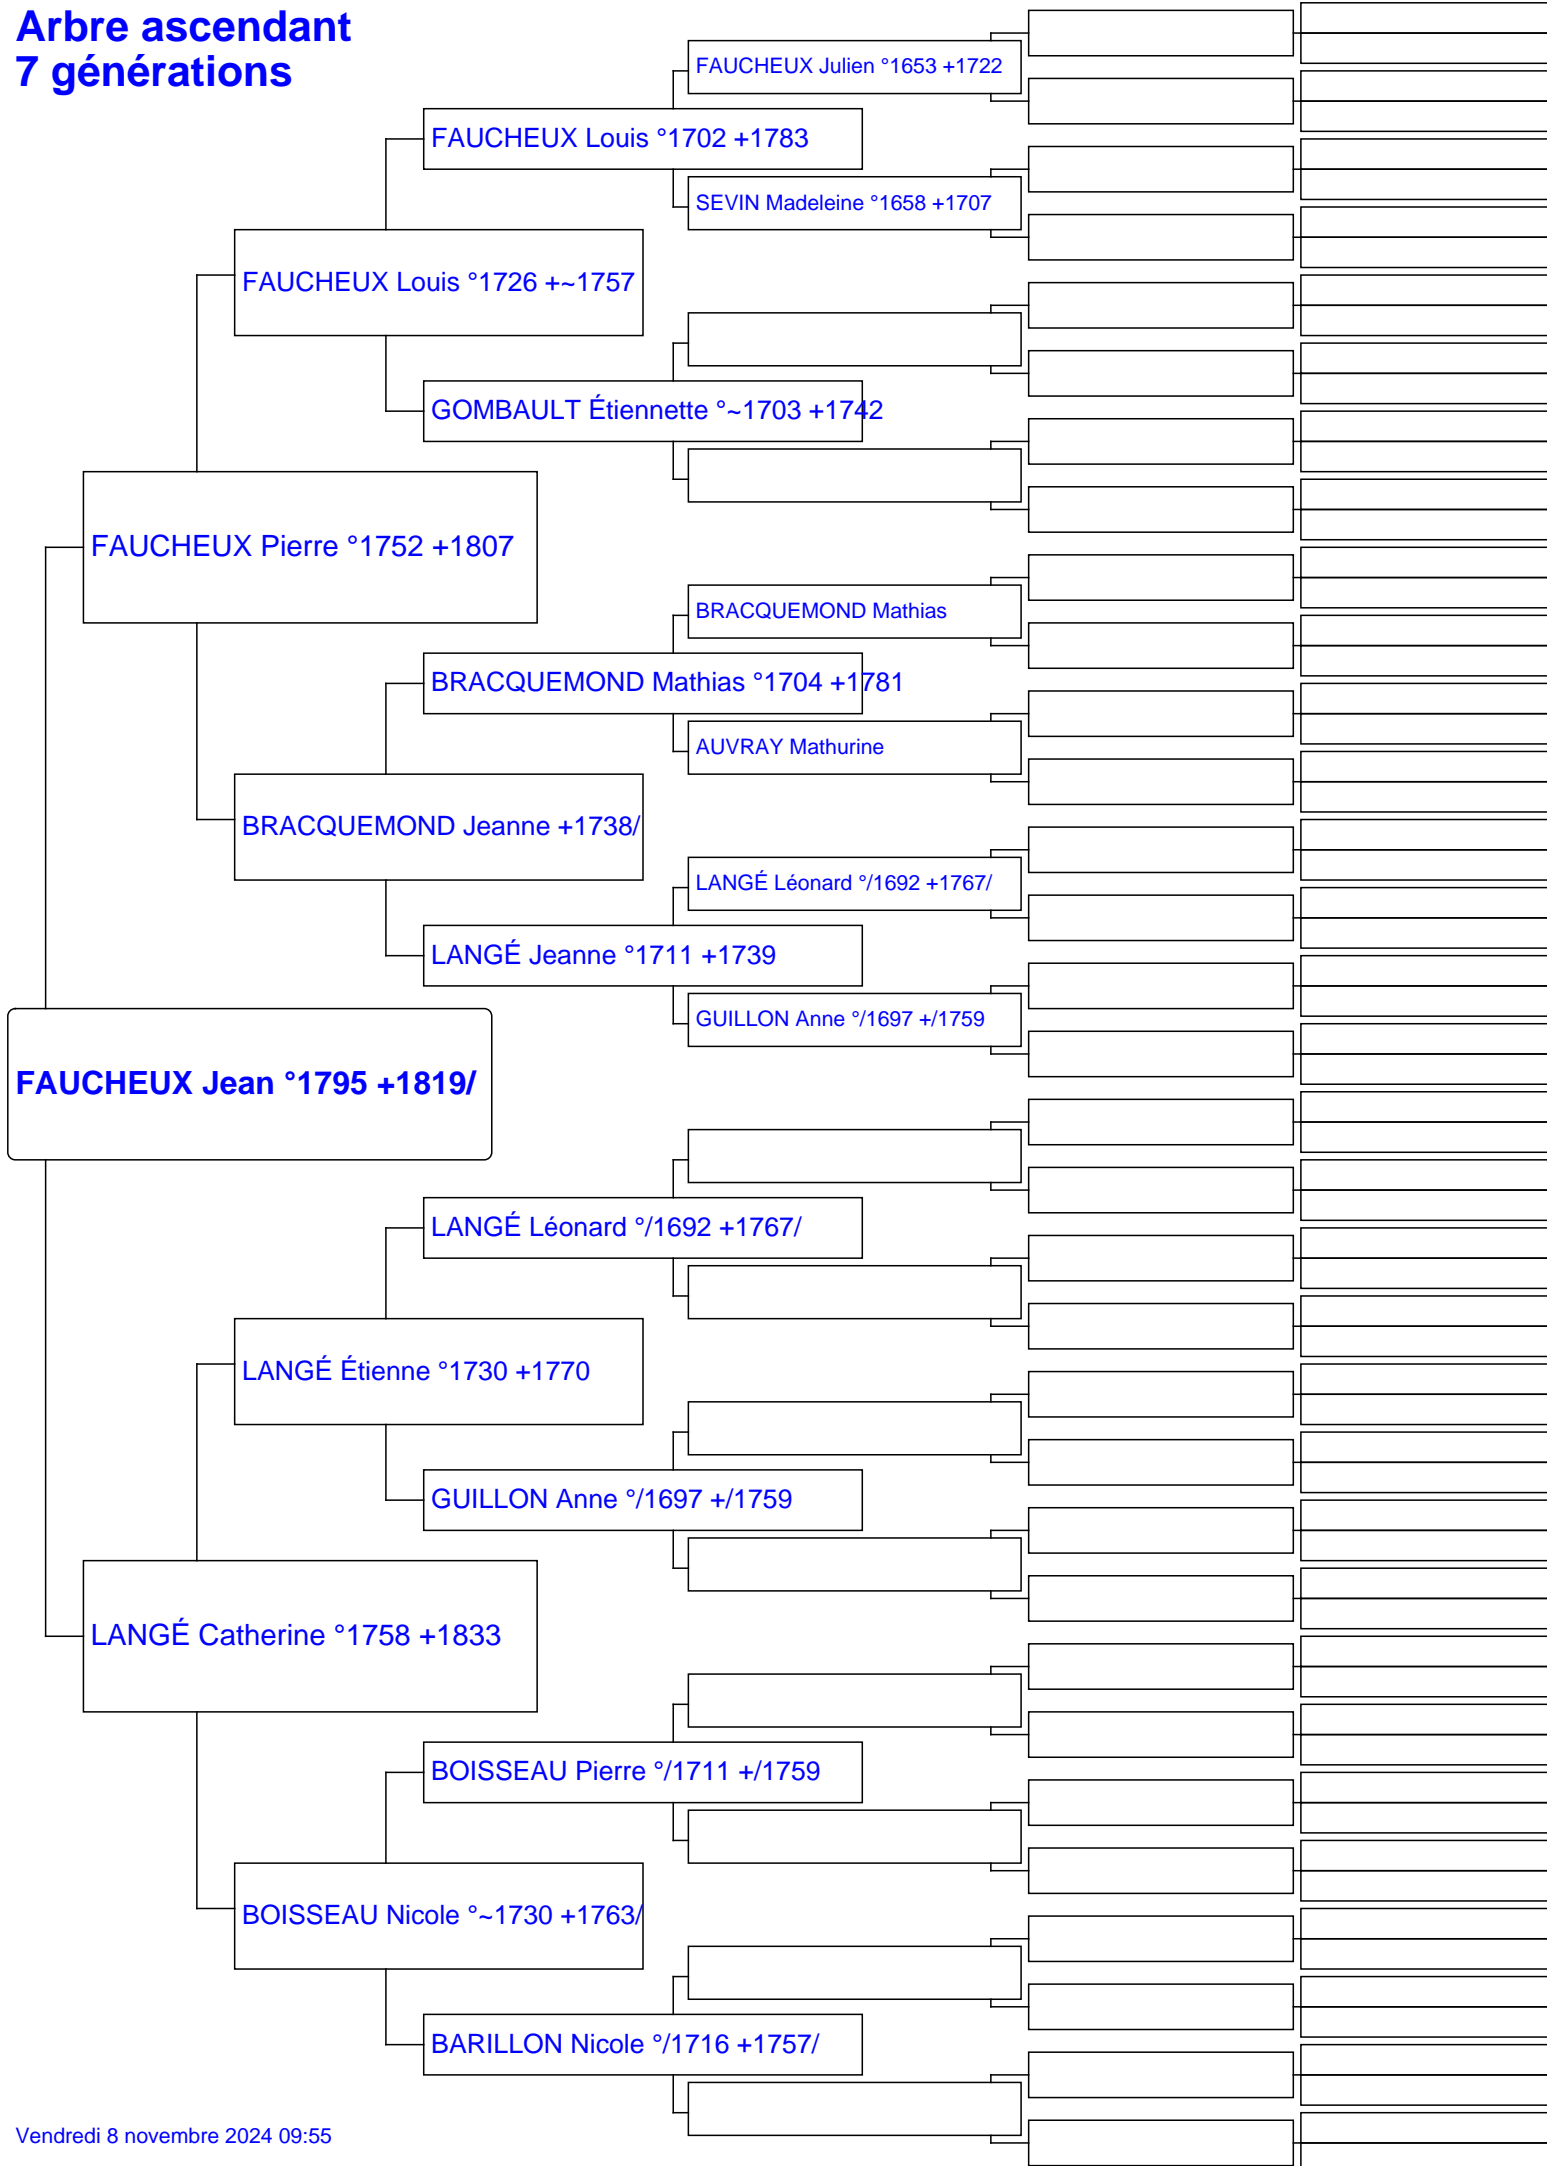 Arbre ascendant
7 générations
FAUCHEUX Julien °1653 +1722
FAUCHEUX Louis °1702 +1783
SEVIN Madeleine °1658 +1707
FAUCHEUX Louis °1726 +~1757
GOMBAULT Étiennette °~1703 +1742
FAUCHEUX Pierre °1752 +1807
BRACQUEMOND Mathias
BRACQUEMOND Mathias °1704 +1781
AUVRAY Mathurine
BRACQUEMOND Jeanne +1738/
LANGÉ Léonard °/1692 +1767/
LANGÉ Jeanne °1711 +1739
GUILLON Anne °/1697 +/1759
FAUCHEUX Jean °1795 +1819/
LANGÉ Léonard °/1692 +1767/
LANGÉ Étienne °1730 +1770
GUILLON Anne °/1697 +/1759
LANGÉ Catherine °1758 +1833
BOISSEAU Pierre °/1711 +/1759
BOISSEAU Nicole °~1730 +1763/
BARILLON Nicole °/1716 +1757/
Vendredi 8 novembre 2024 09:55